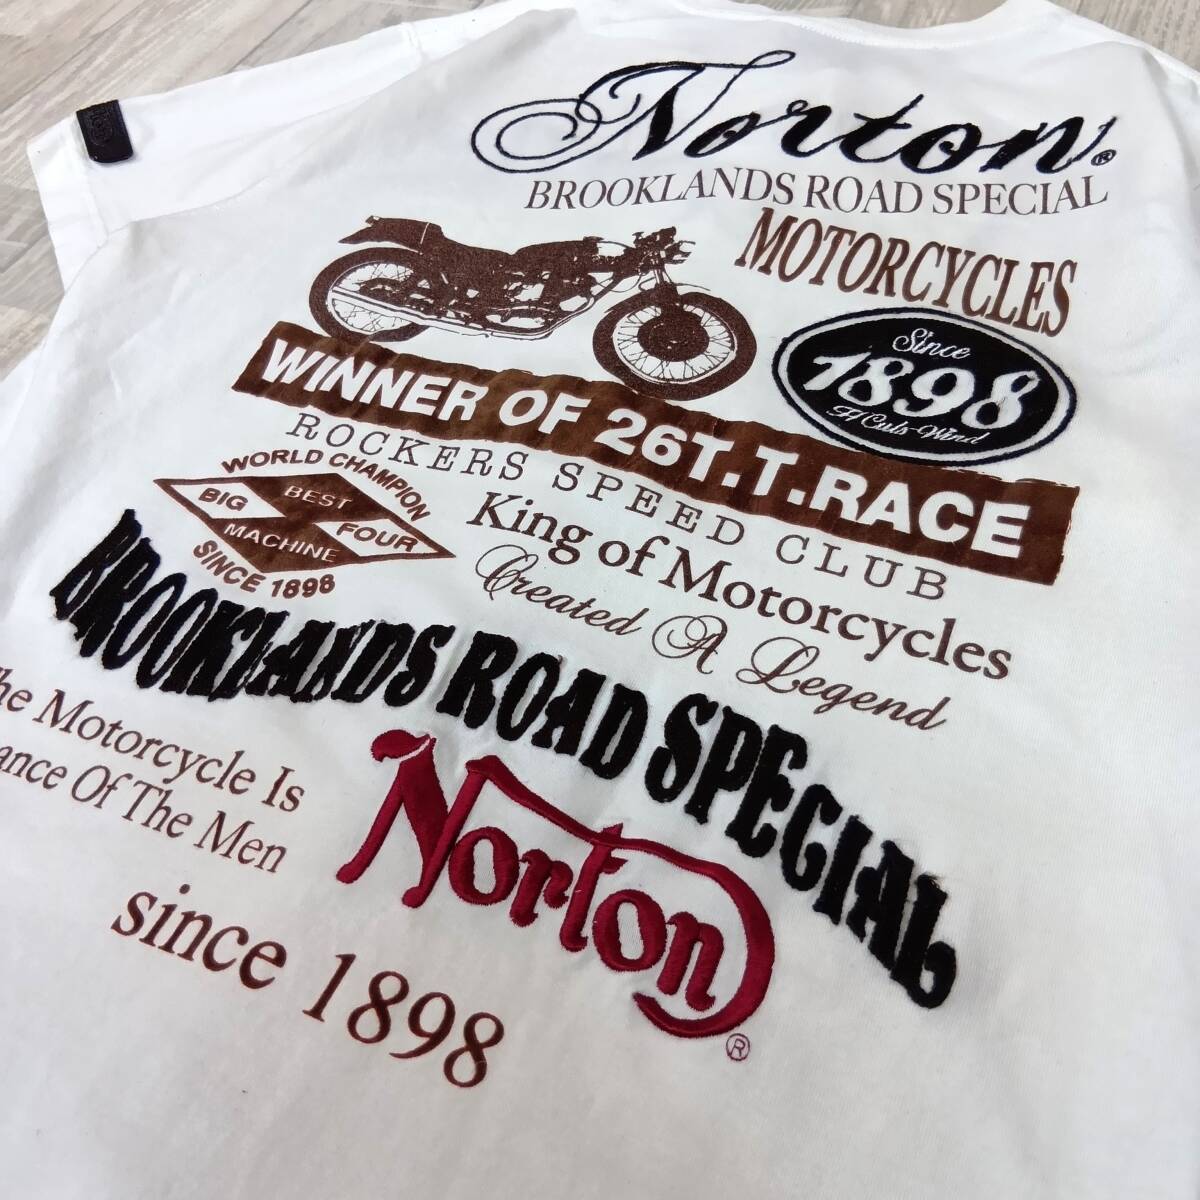 Norton®
BROOKLANDS ROAD SPECIAL
MOTORCYCLES
Since
1898
WINNER OF 26T.T.RACE
ROCKERS SPEED CLUB
WORLD CHAMPION
BEST
BIG FOUR
MACHINE
SINCE 1898
King of Motorcycles
Created A Legend
BROOKLANDS ROAD SPECIAL
he Motorcycle Is
ance Of The Men
Norton®
since 1898